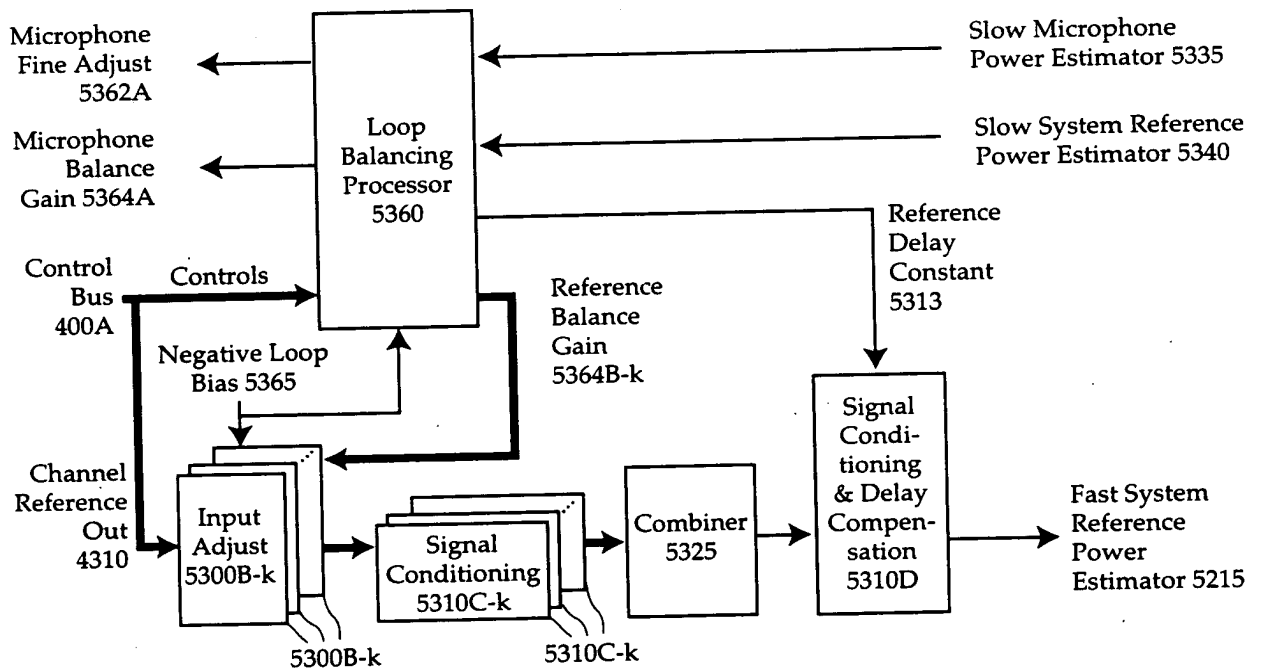 Microphone
Fine Adjust
5362A
Microphone
Balance
Gain 5364A
Loop
Balancing
Processor
5360
Slow Microphone
Power Estimator 5335
Slow System Reference
Power Estimator 5340
Reference
Delay
Constant
5313
Control
Bus
400A
Controls
Reference
Balance
Gain
5364B-k
Negative Loop
Bias 5365
Channel
Reference
Out
4310
Input
Adjust
5300B-k
5300B-k
Signal
Conditioning
5310C-k
5310C-k
Combiner
5325
Signal
Condi-
tioning
& Delay
Compen-
sation
5310D
Fast System
Reference
Power
Estimator 5215